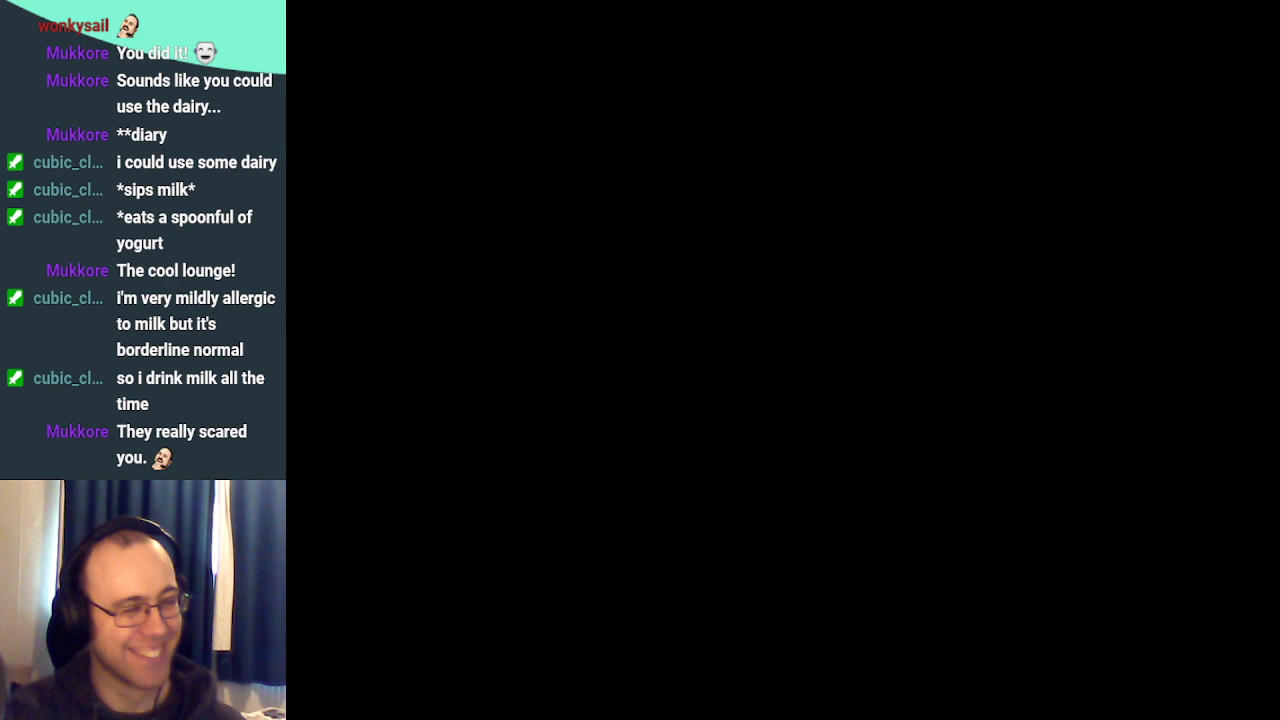 wonkysail
Mukkore You did it!
Mukkore Sounds like you could
use the dairy...
Mukkore **diary
cubic_cl... i could use some dairy
cubic_cl... *sips milk*
cubic_cl... *eats a spoonful of
yogurt
Mukkore The cool lounge!
cubic_cl... i'm very mildly allergic
to milk but it's
borderline normal
cubic_cl... so i drink milk all the
time
Mukkore They really scared
you.